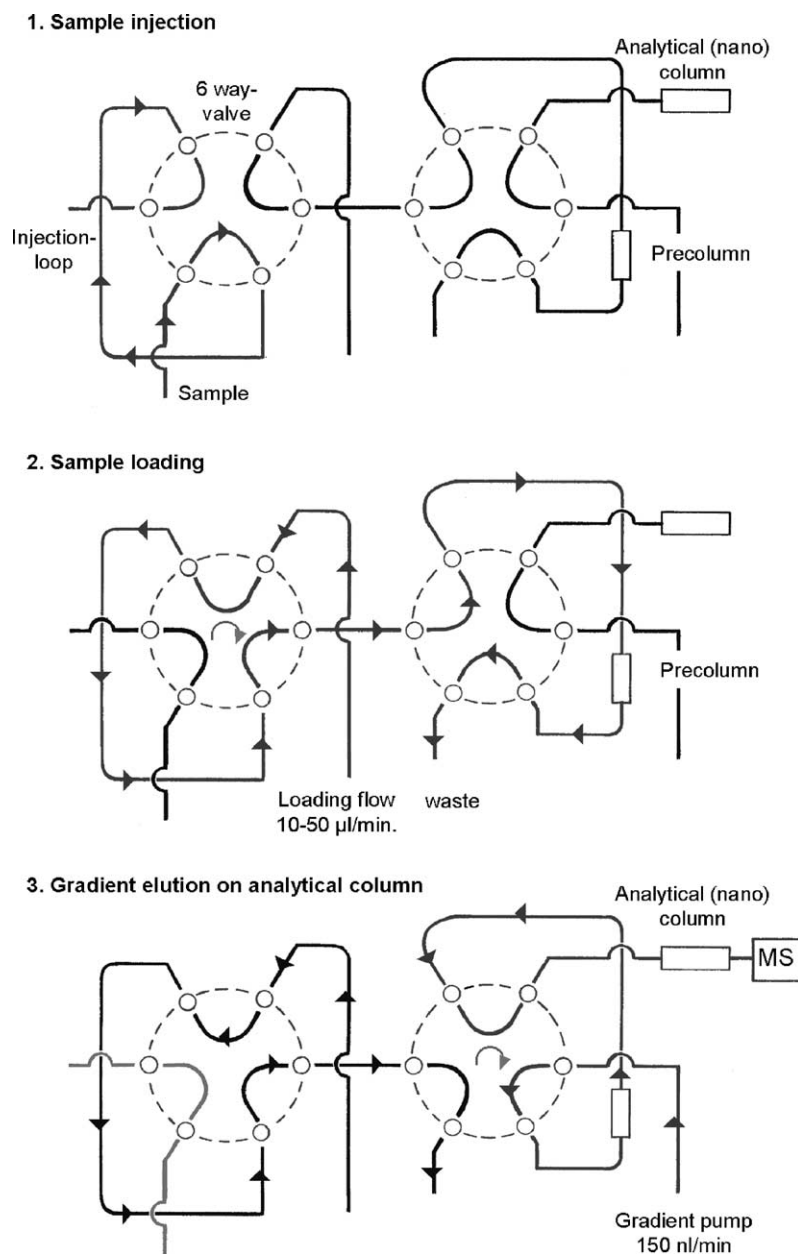 1. Sample injection
Analytical (nano)
column
6 way-
valve
Injection-
loop
Precolumn
Sample
2. Sample loading
Precolumn
Loading flow
10-50 µl/min.
waste
3. Gradient elution on analytical column
Analytical (nano)
column
MS
Gradient pump
150 nl/min